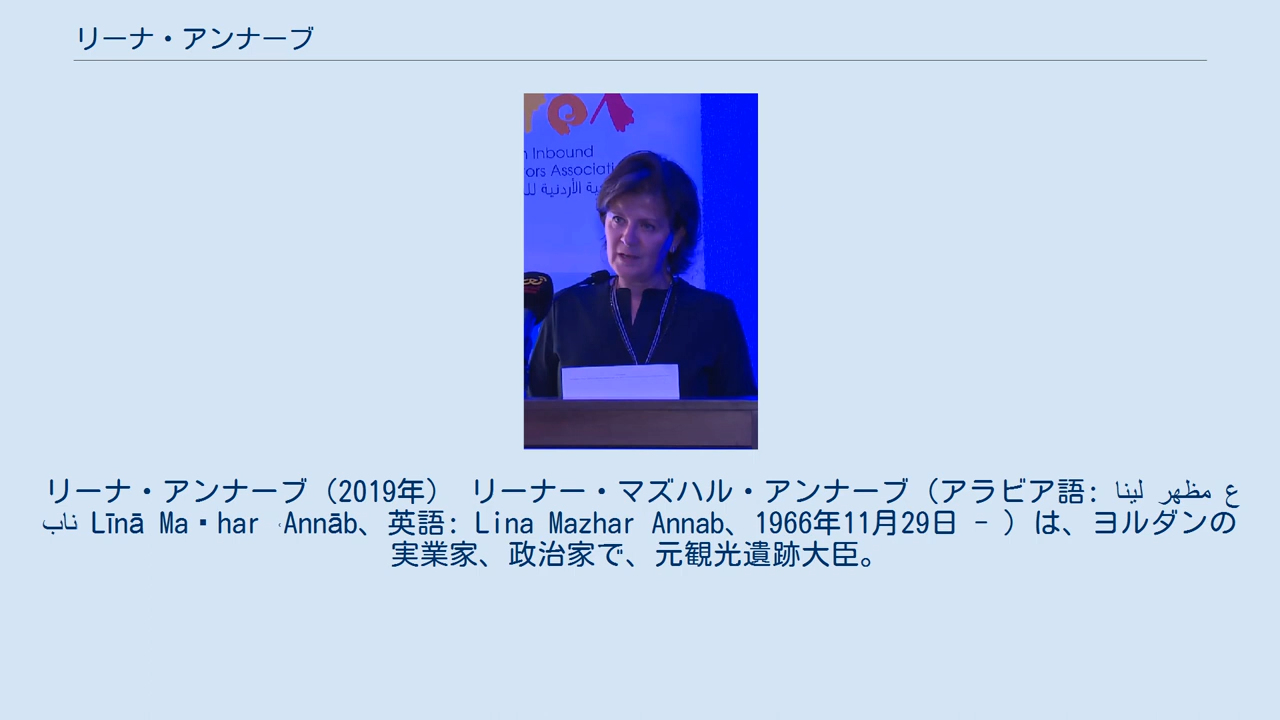 リーナ・アンナーブ
n Inbound
ors Associati
ية الأردنية للـ
リーナ・アンナーブ（2019年） リーナー・マズハル・アンナーブ（アラビア語: لينا مظهر ع
ناب Līnā Ma har ʿAnnāb、英語: Lina Mazhar Annab、1966年11月29日 - ）は、ヨルダンの
実業家、政治家で、元観光遺跡大臣。